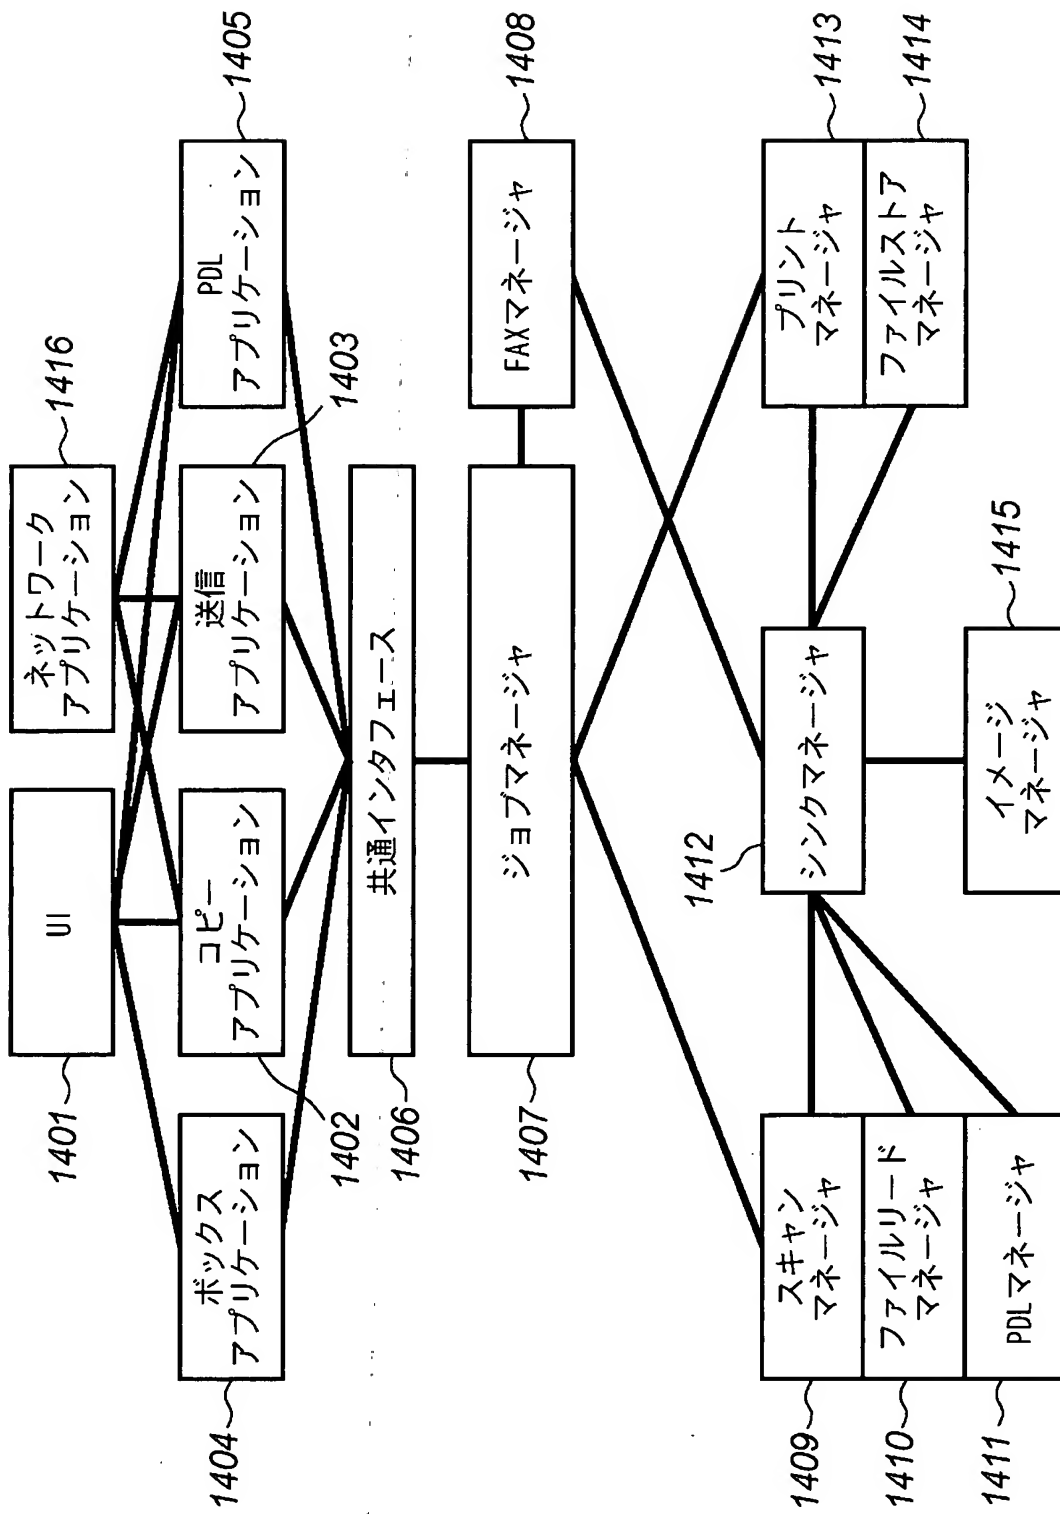 UI
1401
ネットワーク
アプリケーション
1416
ボックス
アプリケーション
1404
コピー
アプリケーション
1402
送信
アプリケーション
1403
PDL
アプリケーション
1405
共通インタフェース
1406
ジョブマネージャ
1407
FAXマネージャ
1408
スキャン
マネージャ
1409
ファイルリード
マネージャ
1410
PDLマネージャ
1411
シンクマネージャ
1412
プリント
マネージャ
1413
ファイルストア
マネージャ
1414
イメージ
マネージャ
1415